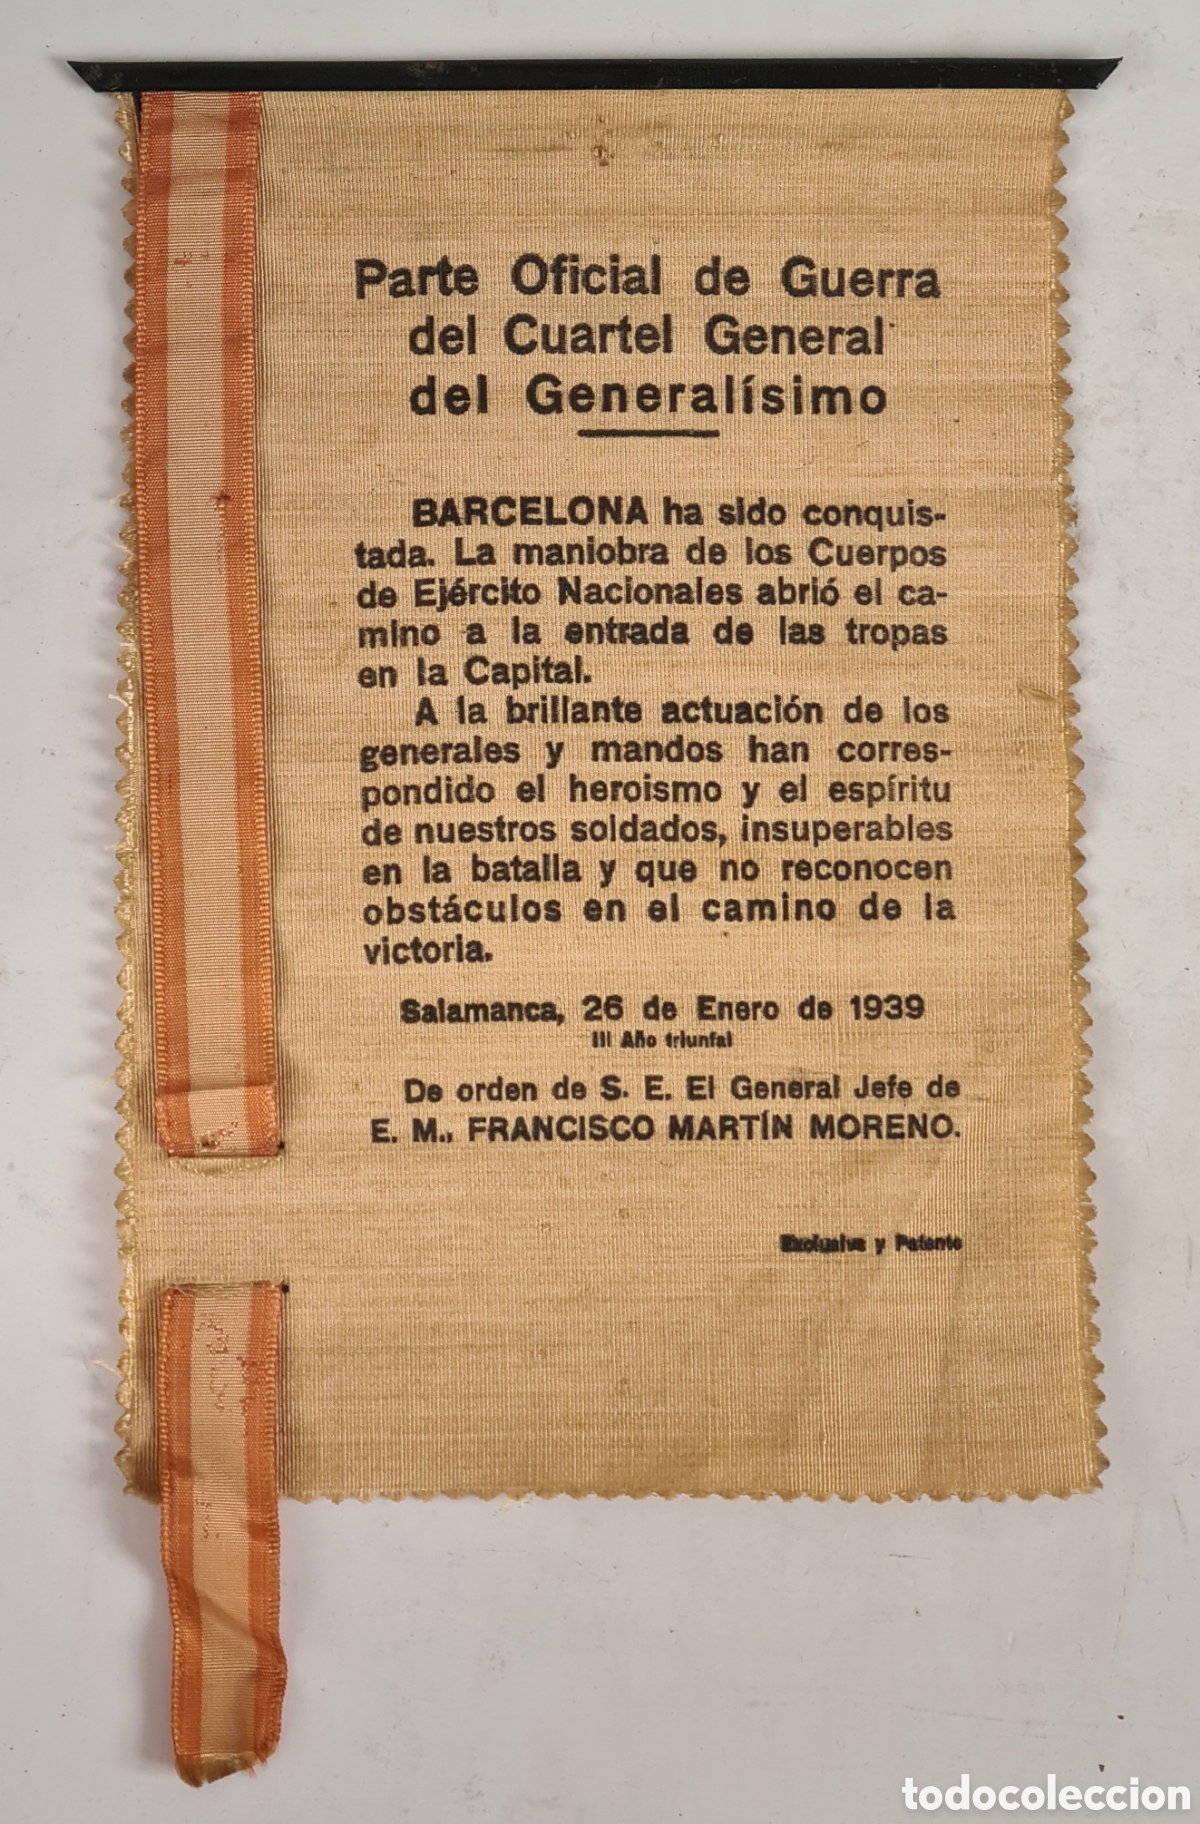 Parte Oficial de Guerra
del Cuartel General
del Generalísimo
BARCELONA ha sido conquis-
tada. La maniobra de los Cuerpos
de Ejército Nacionales abrió el ca-
mino a la entrada de las tropas
en la Capital.
A la brillante actuación de los
generales y mandos han corres-
pondido el heroismo y el espíritu
de nuestros soldados, insuperables
en la batalla y que no reconocen
obstáculos en el camino de la
victoria.
Salamanca, 26 de Enero de 1939
III Año triunfal
De orden de S. E. El General Jefe de
E. M., FRANCISCO MARTÍN MORENO.
Exclusiva y Patente
todocoleccion